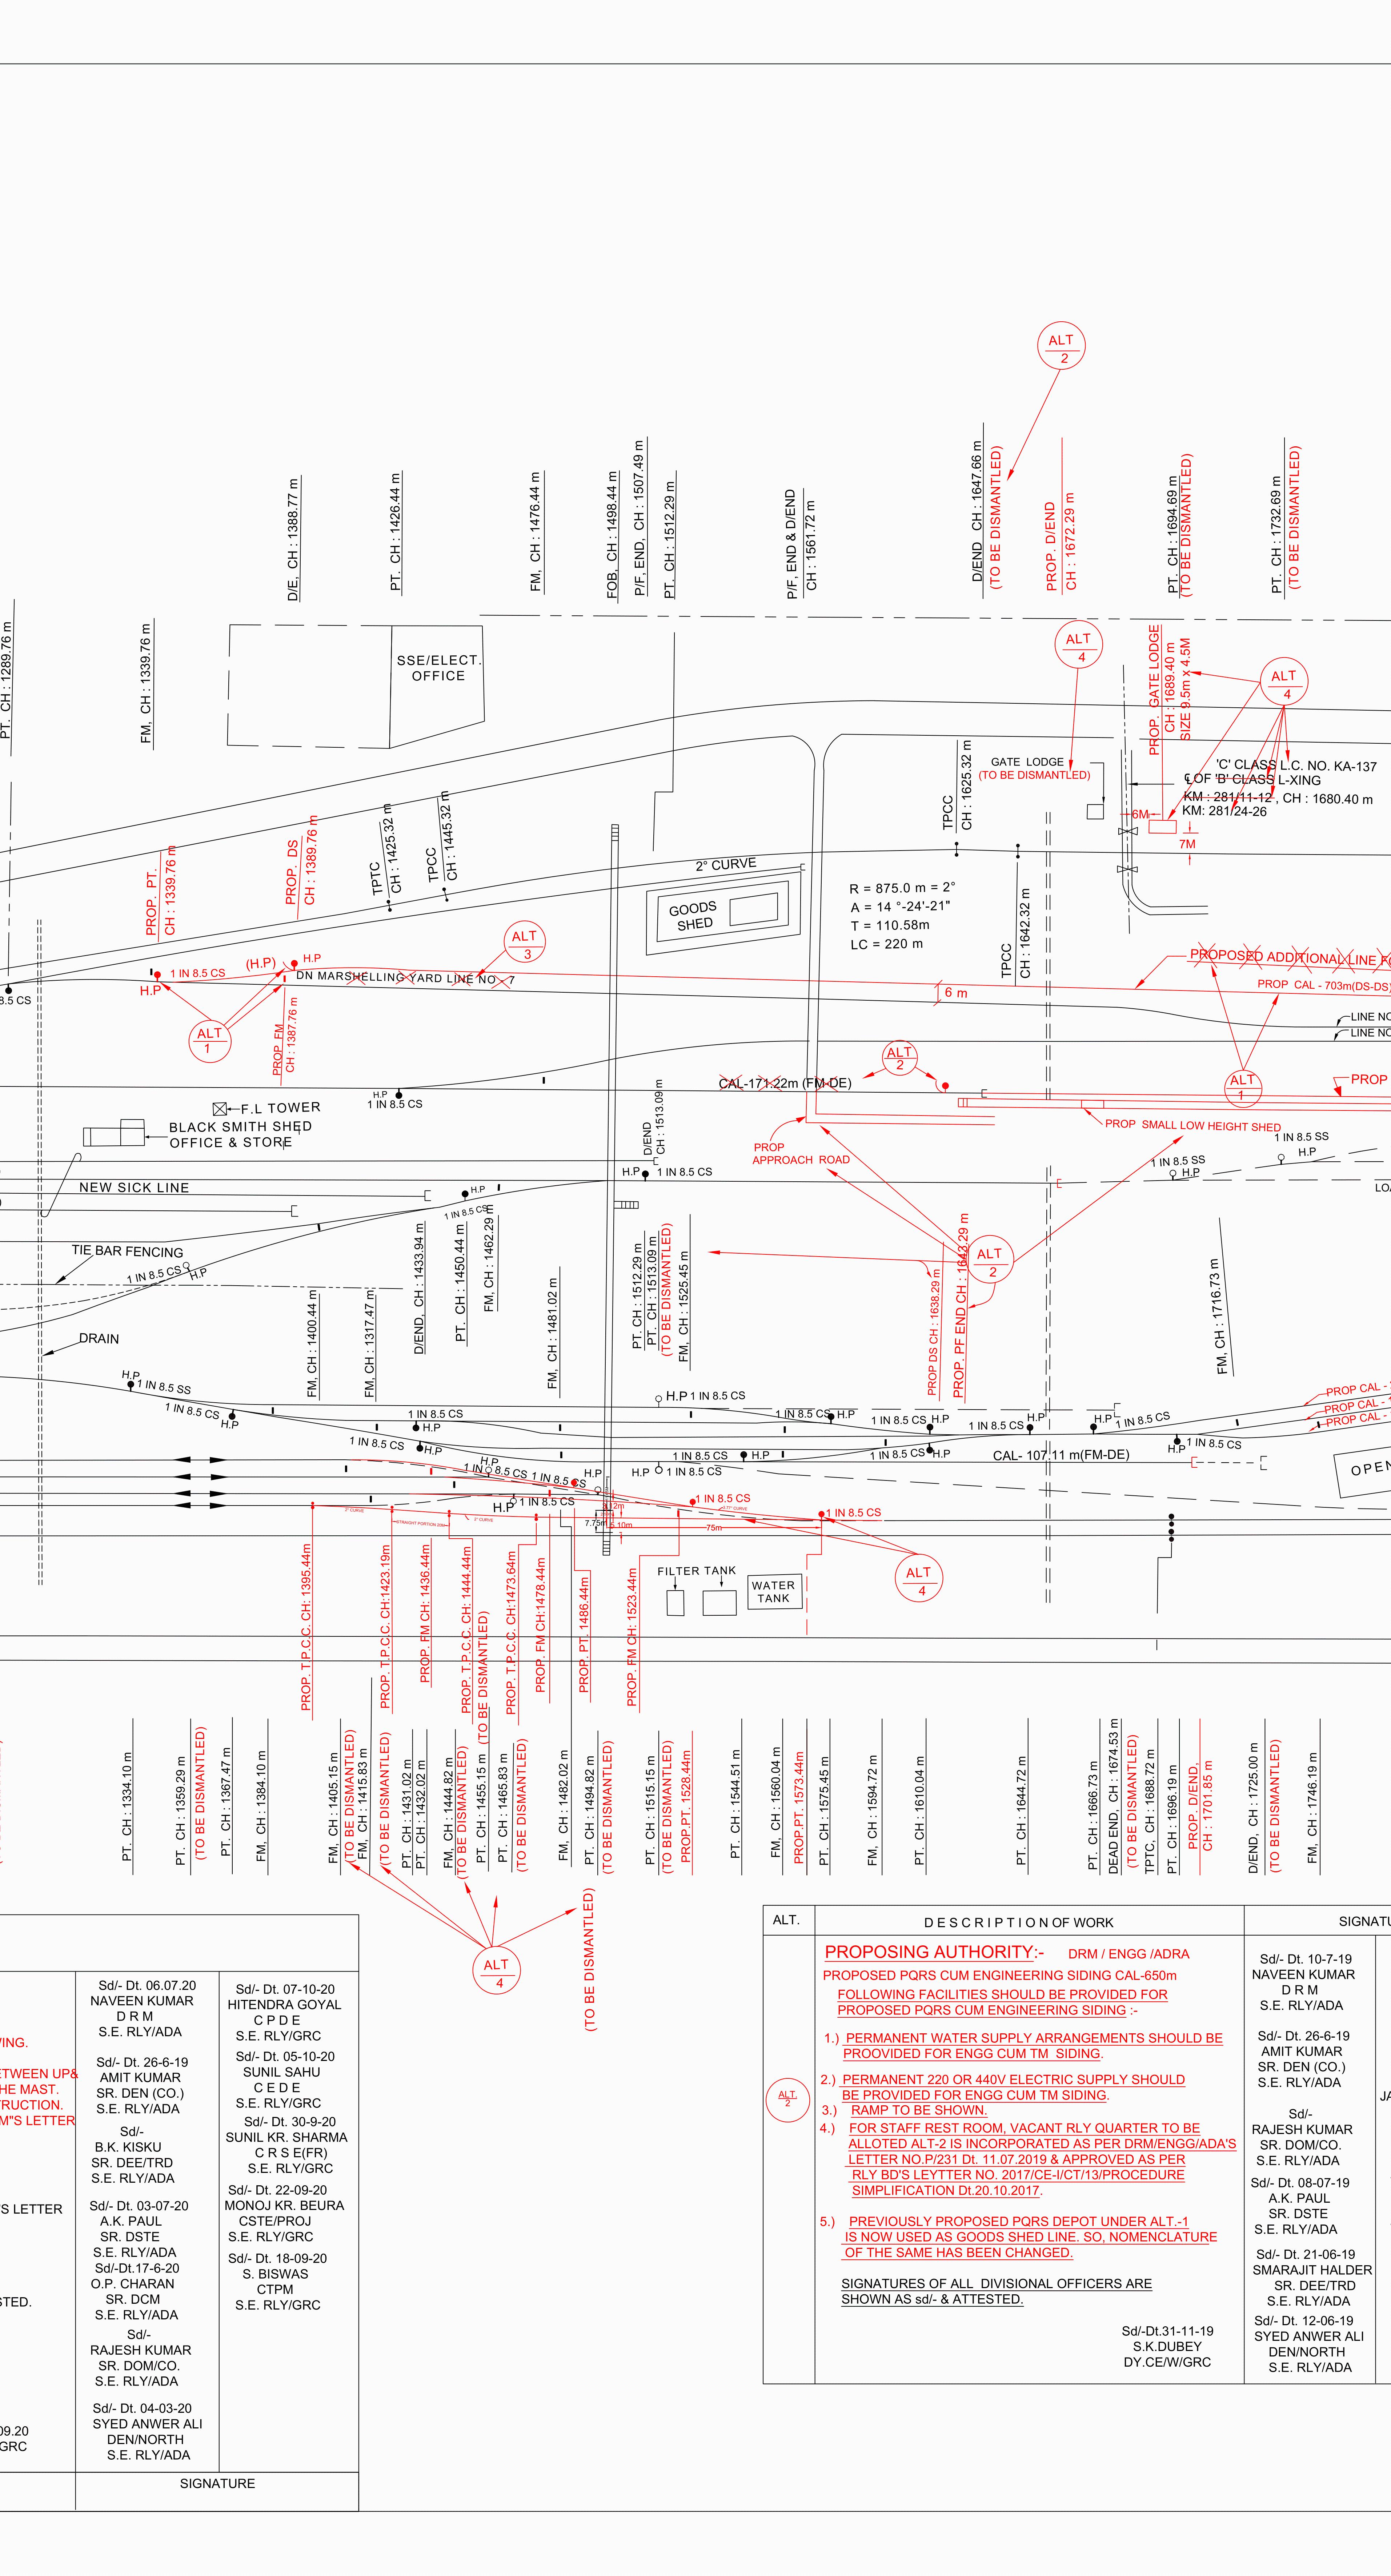 ALT
2
PT. CH : 1289.76 m
FM, CH : 1339.76 m
D/E, CH : 1388.77 m
PT. CH : 1426.44 m
FM, CH : 1476.44 m
FOB, CH : 1498.44 m
P/F, END, CH : 1507.49 m
PT. CH : 1512.29 m
P/F, END & D/END
CH : 1561.72 m
D/END CH : 1647.66 m
(TO BE DISMANTLED)
PROP. D/END
CH : 1672.29 m
PT. CH : 1694.69 m
(TO BE DISMANTLED)
PT. CH : 1732.69 m
(TO BE DISMANTLED)
SSE/ELECT.
OFFICE
ALT
4
PROP. GATE LODGE
CH : 1689.40 m
SIZE 9.5m x 4.5M
ALT
4
GATE LODGE
(TO BE DISMANTLED)
'C' CLASS L.C. NO. KA-137
℄ OF 'B' CLASS L-XING
KM : 281/11-12 , CH : 1680.40 m
KM: 281/24-26
6M
7M
PROP. PT.
CH : 1339.76 m
PROP. DS
CH : 1389.76 m
TPTC
CH : 1425.32 m
TPCC
CH : 1445.32 m
2° CURVE
GOODS
SHED
R = 875.0 m = 2°
A = 14 °-24'-21"
T = 110.58m
LC = 220 m
TPCC
CH : 1625.32 m
TPCC
CH : 1642.32 m
ALT
3
(H.P)
H.P
1 IN 8.5 CS
H.P
DN MARSHELLING YARD LINE NO - 7
8.5 CS
ALT
1
PROP FM
CH : 1387.76 m
6 m
PROPOSED ADDITIONAL LINE
PROP CAL - 703m(DS-DS)
LINE NO
LINE NO
ALT
2
CAL-171.22m (FM-DE)
ALT
1
PROP
H.P
1 IN 8.5 CS
F.L TOWER
BLACK SMITH SHED
OFFICE & STORE
D/END
CH : 1513.09m
PROP
APPROACH ROAD
PROP SMALL LOW HEIGHT SHED
1 IN 8.5 SS
H.P
1 IN 8.5 SS
H.P
H.P 1 IN 8.5 CS
NEW SICK LINE
H.P
1 IN 8.5 CS
TIE BAR FENCING
1 IN 8.5 CS
H.P
DRAIN
FM, CH : 1400.44 m
FM, CH : 1317.47 m
D/END, CH : 1433.94 m
PT. CH : 1450.44 m
FM, CH : 1462.29 m
FM, CH : 1481.02 m
PT. CH : 1512.29 m
PT. CH : 1513.09 m
(TO BE DISMANTLED)
FM, CH : 1525.45 m
PROP DS CH : 1638.29 m
PROP. PF END CH : 1643.29 m
ALT
2
FM, CH : 1716.73 m
H.P
1 IN 8.5 SS
1 IN 8.5 CS
H.P
1 IN 8.5 CS
H.P
1 IN 8.5 CS
H.P
H.P 1 IN 8.5 CS
1 IN 8.5 CS
H.P
1 IN 8.5 CS
H.P
1 IN 8.5 CS
H.P
H.P
1 IN 8.5 CS
PROP CAL -
PROP CAL -
PROP CAL -
H.P
1 IN 8.5 CS
1 IN 8.5 CS
H.P
1 IN 8.5 CS
H.P
H.P
1 IN 8.5 CS
1 IN 8.5 CS
H.P
CAL- 107.11 m(FM-DE)
H.P
1 IN 8.5 CS
OPEN
H.P
1 IN 8.5 CS
1 IN 8.5 CS
1 IN 8.5 CS
2° CURVE
7.75m
5.10m
75m
ALT
4
FILTER TANK
WATER
TANK
PROP. T.P.C.C. CH: 1395.44m
PROP. T.P.C.C. CH:1423.19m
PROP. FM CH: 1436.44m
PROP. T.P.C.C. CH: 1444.44m
(TO BE DISMANTLED)
PROP. T.P.C.C. CH:1473.64m
PROP. FM CH:1478.44m
PROP. PT. 1486.44m
PROP. FM CH: 1523.44m
PT. CH : 1334.10 m
PT. CH : 1359.29 m
(TO BE DISMANTLED)
PT. CH : 1367.47 m
FM, CH : 1384.10 m
FM, CH : 1405.15 m
(TO BE DISMANTLED)
FM, CH : 1415.83 m
(TO BE DISMANTLED)
PT. CH : 1431.02 m
PT. CH : 1432.02 m
FM, CH : 1444.82 m
(TO BE DISMANTLED)
PT. CH : 1455.15 m
PT. CH : 1465.83 m
(TO BE DISMANTLED)
FM, CH : 1482.02 m
PT. CH : 1494.82 m
(TO BE DISMANTLED)
PT. CH : 1515.15 m
(TO BE DISMANTLED)
PROP.PT. 1528.44m
PT. CH : 1544.51 m
FM, CH : 1560.04 m
PROP.PT. 1573.44m
PT. CH : 1575.45 m
FM, CH : 1594.72 m
PT. CH : 1610.04 m
PT. CH : 1644.72 m
PT. CH : 1666.73 m
DEAD END, CH : 1674.53 m
(TO BE DISMANTLED)
TPTC, CH : 1688.72 m
PT. CH : 1696.19 m
PROP. D/END,
CH : 1701.85 m
D/END, CH : 1725.00 m
(TO BE DISMANTLED)
FM, CH : 1746.19 m
ALT
4
(TO BE DISMANTLED)
WING.
ETWEEN UP&
HE MAST.
TRUCTION.
M"S LETTER
'S LETTER
STED.
09.20
GRC
Sd/- Dt. 06.07.20
NAVEEN KUMAR
D R M
S.E. RLY/ADA
Sd/- Dt. 26-6-19
AMIT KUMAR
SR. DEN (CO.)
S.E. RLY/ADA
Sd/-
B.K. KISKU
SR. DEE/TRD
S.E. RLY/ADA
Sd/- Dt. 03-07-20
A.K. PAUL
SR. DSTE
S.E. RLY/ADA
Sd/-Dt.17-6-20
O.P. CHARAN
SR. DCM
S.E. RLY/ADA
Sd/-
RAJESH KUMAR
SR. DOM/CO.
S.E. RLY/ADA
Sd/- Dt. 04-03-20
SYED ANWER ALI
DEN/NORTH
S.E. RLY/ADA
Sd/- Dt. 07-10-20
HITENDRA GOYAL
C P D E
S.E. RLY/GRC
Sd/- Dt. 05-10-20
SUNIL SAHU
C E D E
S.E. RLY/GRC
Sd/- Dt. 30-9-20
SUNIL KR. SHARMA
C R S E(FR)
S.E. RLY/GRC
Sd/- Dt. 22-09-20
MONOJ KR. BEURA
CSTE/PROJ
S.E. RLY/GRC
Sd/- Dt. 18-09-20
S. BISWAS
CTPM
S.E. RLY/GRC
SIGNATURE
ALT.
D E S C R I P T I O N OF WORK
SIGNATU
ALT.
2
PROPOSING AUTHORITY:- DRM / ENGG /ADRA
PROPOSED PQRS CUM ENGINEERING SIDING CAL-650m
FOLLOWING FACILITIES SHOULD BE PROVIDED FOR
PROPOSED PQRS CUM ENGINEERING SIDING :-
1.) PERMANENT WATER SUPPLY ARRANGEMENTS SHOULD BE
PROOVIDED FOR ENGG CUM TM SIDING.
2.) PERMANENT 220 OR 440V ELECTRIC SUPPLY SHOULD
BE PROVIDED FOR ENGG CUM TM SIDING.
3.) RAMP TO BE SHOWN.
4.) FOR STAFF REST ROOM, VACANT RLY QUARTER TO BE
ALLOTED ALT-2 IS INCORPORATED AS PER DRM/ENGG/ADA'S
LETTER NO.P/231 Dt. 11.07.2019 & APPROVED AS PER
RLY BD'S LEYTTER NO. 2017/CE-I/CT/13/PROCEDURE
SIMPLIFICATION Dt.20.10.2017.
5.) PREVIOUSLY PROPOSED PQRS DEPOT UNDER ALT.-1
IS NOW USED AS GOODS SHED LINE. SO, NOMENCLATURE
OF THE SAME HAS BEEN CHANGED.
SIGNATURES OF ALL DIVISIONAL OFFICERS ARE
SHOWN AS sd/- & ATTESTED.
Sd/-Dt.31-11-19
S.K.DUBEY
DY.CE/W/GRC
Sd/- Dt. 10-7-19
NAVEEN KUMAR
D R M
S.E. RLY/ADA
Sd/- Dt. 26-6-19
AMIT KUMAR
SR. DEN (CO.)
S.E. RLY/ADA
Sd/-
RAJESH KUMAR
SR. DOM/CO.
S.E. RLY/ADA
Sd/- Dt. 08-07-19
A.K. PAUL
SR. DSTE
S.E. RLY/ADA
Sd/- Dt. 21-06-19
SMARAJIT HALDER
SR. DEE/TRD
S.E. RLY/ADA
Sd/- Dt. 12-06-19
SYED ANWER ALI
DEN/NORTH
S.E. RLY/ADA
JA